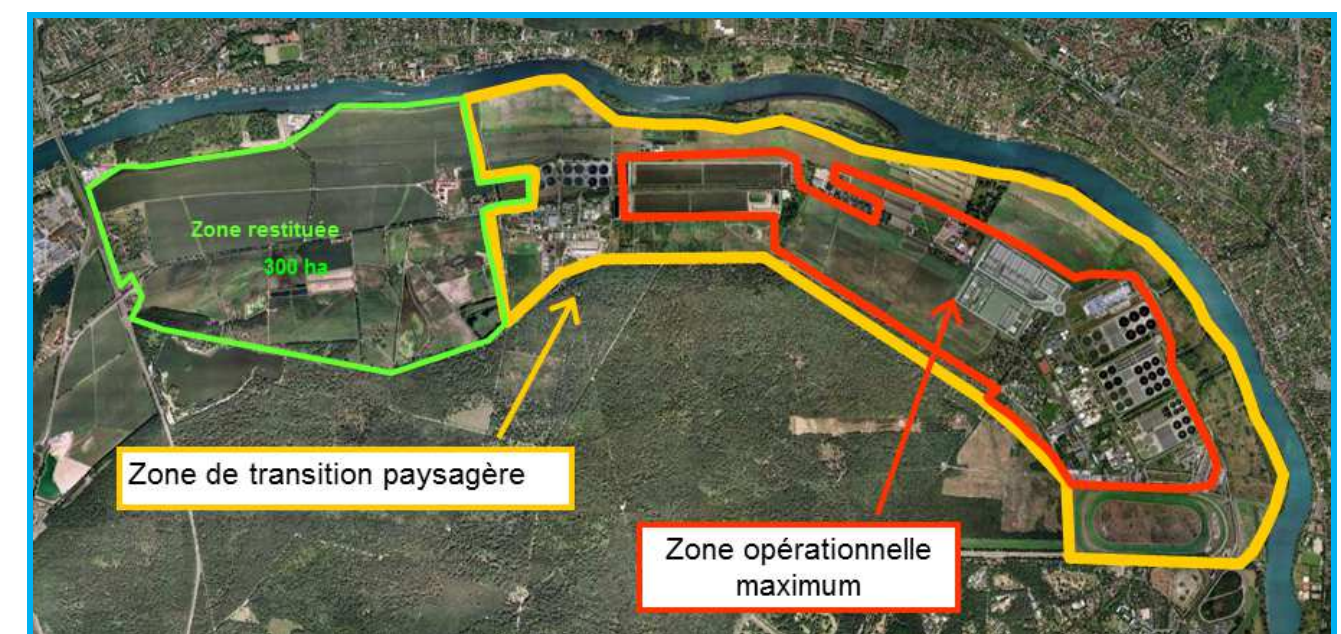 Zone restituée
300 ha
Zone de transition paysagère
Zone opérationnelle
maximum